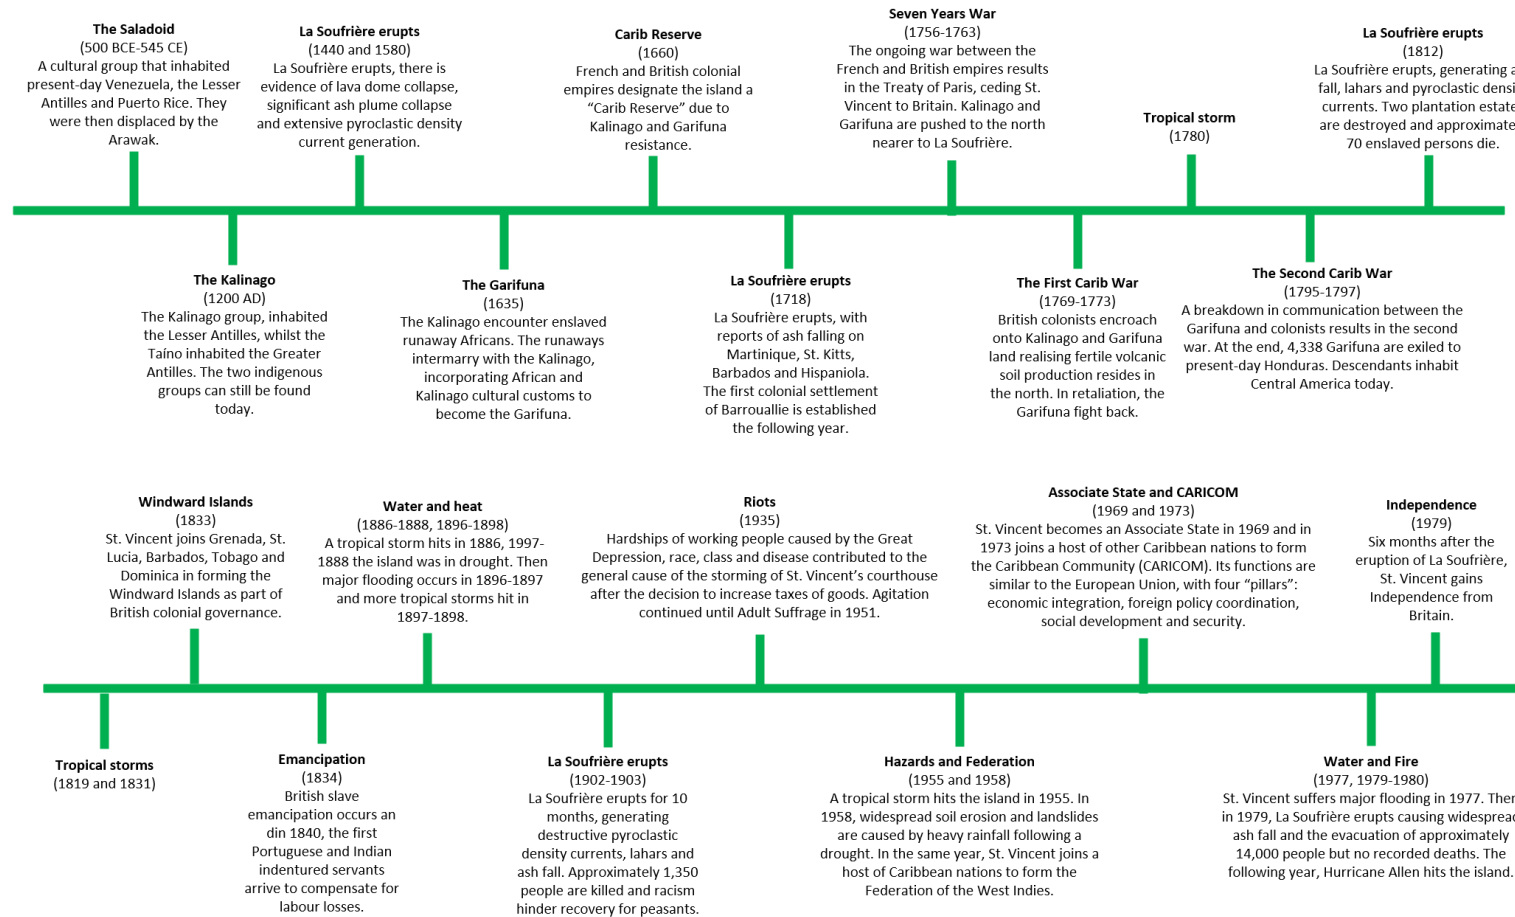 The Saladoid
(500 BCE-545 CE)
A cultural group that inhabited
present-day Venezuela, the Lesser
Antilles and Puerto Rice. They
were then displaced by the
Arawak.
La Soufrière erupts
(1440 and 1580)
La Soufrière erupts, there is
evidence of lava dome collapse,
significant ash plume collapse
and extensive pyroclastic density
current generation.
Carib Reserve
(1660)
French and British colonial
empires designate the island a
“Carib Reserve” due to
Kalinago and Garifuna
resistance.
Seven Years War
(1756-1763)
The ongoing war between the
French and British empires results
in the Treaty of Paris, ceding St.
Vincent to Britain. Kalinago and
Garifuna are pushed to the north
nearer to La Soufrière.
Tropical storm
(1780)
La Soufrière erupts
(1812)
La Soufrière erupts, generating a
fall, lahars and pyroclastic densi
currents. Two plantation estate
are destroyed and approximate
70 enslaved persons die.
The Kalinago
(1200 AD)
The Kalinago group, inhabited
the Lesser Antilles, whilst the
Taíno inhabited the Greater
Antilles. The two indigenous
groups can still be found
today.
The Garifuna
(1635)
The Kalinago encounter enslaved
runaway Africans. The runaways
intermarry with the Kalinago,
incorporating African and
Kalinago cultural customs to
become the Garifuna.
La Soufrière erupts
(1718)
La Soufrière erupts, with
reports of ash falling on
Martinique, St. Kitts,
Barbados and Hispaniola.
The first colonial settlement
of Barrouallie is established
the following year.
The First Carib War
(1769-1773)
British colonists encroach
onto Kalinago and Garifuna
land realising fertile volcanic
soil production resides in
the north. In retaliation, the
Garifuna fight back.
The Second Carib War
(1795-1797)
A breakdown in communication between the
Garifuna and colonists results in the second
war. At the end, 4,338 Garifuna are exiled to
present-day Honduras. Descendants inhabit
Central America today.
Windward Islands
(1833)
St. Vincent joins Grenada, St.
Lucia, Barbados, Tobago and
Dominica in forming the
Windward Islands as part of
British colonial governance.
Water and heat
(1886-1888, 1896-1898)
A tropical storm hits in 1886, 1997-
1888 the island was in drought. Then
major flooding occurs in 1896-1897
and more tropical storms hit in
1897-1898.
Riots
(1935)
Hardships of working people caused by the Great
Depression, race, class and disease contributed to the
general cause of the storming of St. Vincent’s courthouse
after the decision to increase taxes of goods. Agitation
continued until Adult Suffrage in 1951.
Associate State and CARICOM
(1969 and 1973)
St. Vincent becomes an Associate State in 1969 and in
1973 joins a host of other Caribbean nations to form
the Caribbean Community (CARICOM). Its functions are
similar to the European Union, with four “pillars”:
economic integration, foreign policy coordination,
social development and security.
Independence
(1979)
Six months after the
eruption of La Soufrière,
St. Vincent gains
Independence from
Britain.
Tropical storms
(1819 and 1831)
Emancipation
(1834)
British slave
emancipation occurs an
din 1840, the first
Portuguese and Indian
indentured servants
arrive to compensate for
labour losses.
La Soufrière erupts
(1902-1903)
La Soufrière erupts for 10
months, generating
destructive pyroclastic
density currents, lahars and
ash fall. Approximately 1,350
people are killed and racism
hinder recovery for peasants.
Hazards and Federation
(1955 and 1958)
A tropical storm hits the island in 1955. In
1958, widespread soil erosion and landslides
are caused by heavy rainfall following a
drought. In the same year, St. Vincent joins a
host of Caribbean nations to form the
Federation of the West Indies.
Water and Fire
(1977, 1979-1980)
St. Vincent suffers major flooding in 1977. Then
in 1979, La Soufrière erupts causing widespread
ash fall and the evacuation of approximately
14,000 people but no recorded deaths. The
following year, Hurricane Allen hits the island.